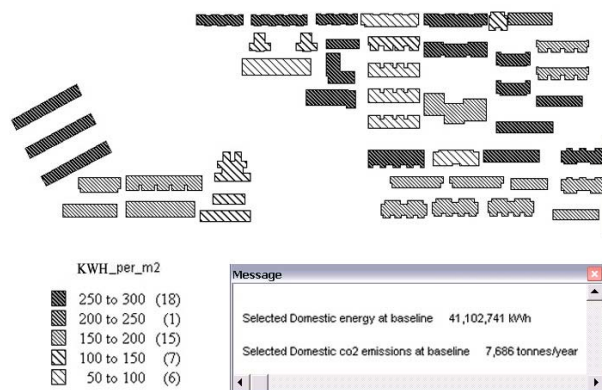 KWH_per_m2
250 to 300 (18)
200 to 250 (1)
150 to 200 (15)
100 to 150 (7)
50 to 100 (6)
Message
Selected Domestic energy at baseline 41,102,741 kWh
Selected Domestic co2 emissions at baseline 7,686 tonnes/year